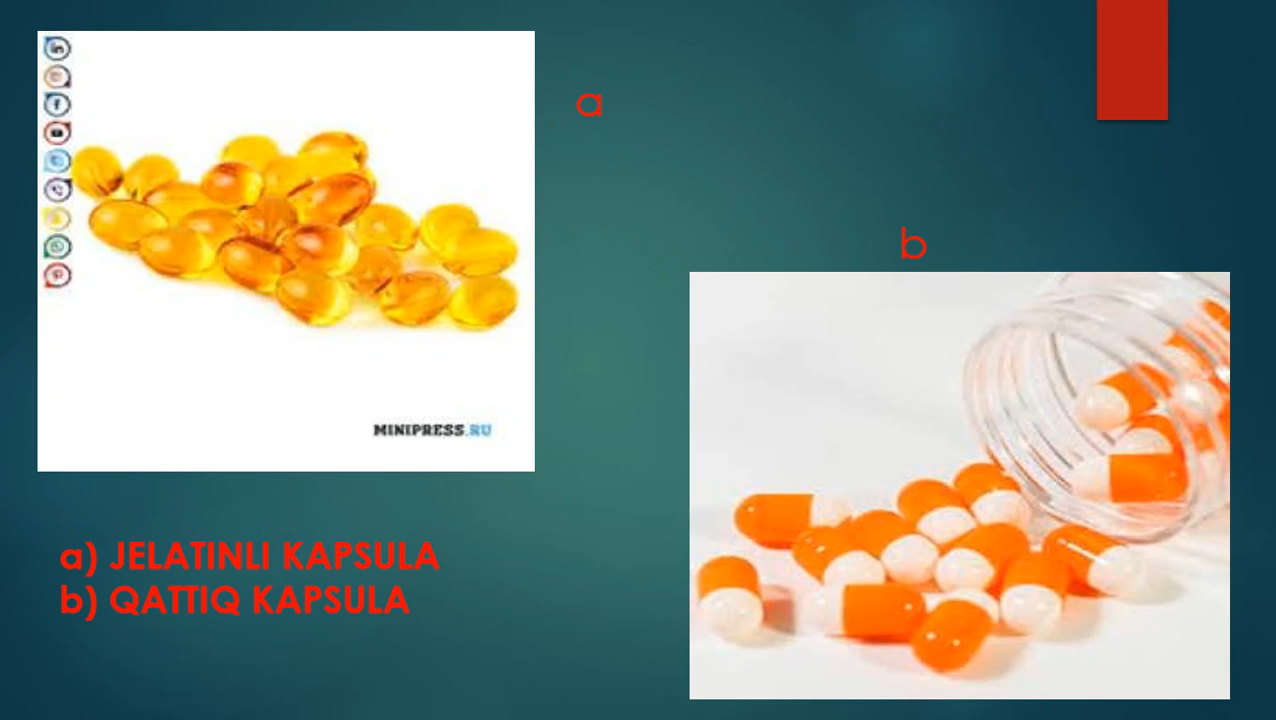 a
b
MINIPRESS.RU
a) JELATINLI KAPSULA
b) QATTIQ KAPSULA